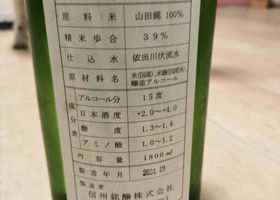 原料米 山田錦 100%
精米歩合 39%
仕込水 依田川伏流水
原材料名 米(国産)、米麹(国産米)、醸造アルコール
成分表
アルコール分 15度
日本酒度 +2.0~+4.0
酸度 1.3~1.4
アミノ酸 1.0~1.2
内容量 1800ml
製造年月
製造者
信州銘醸株式会社